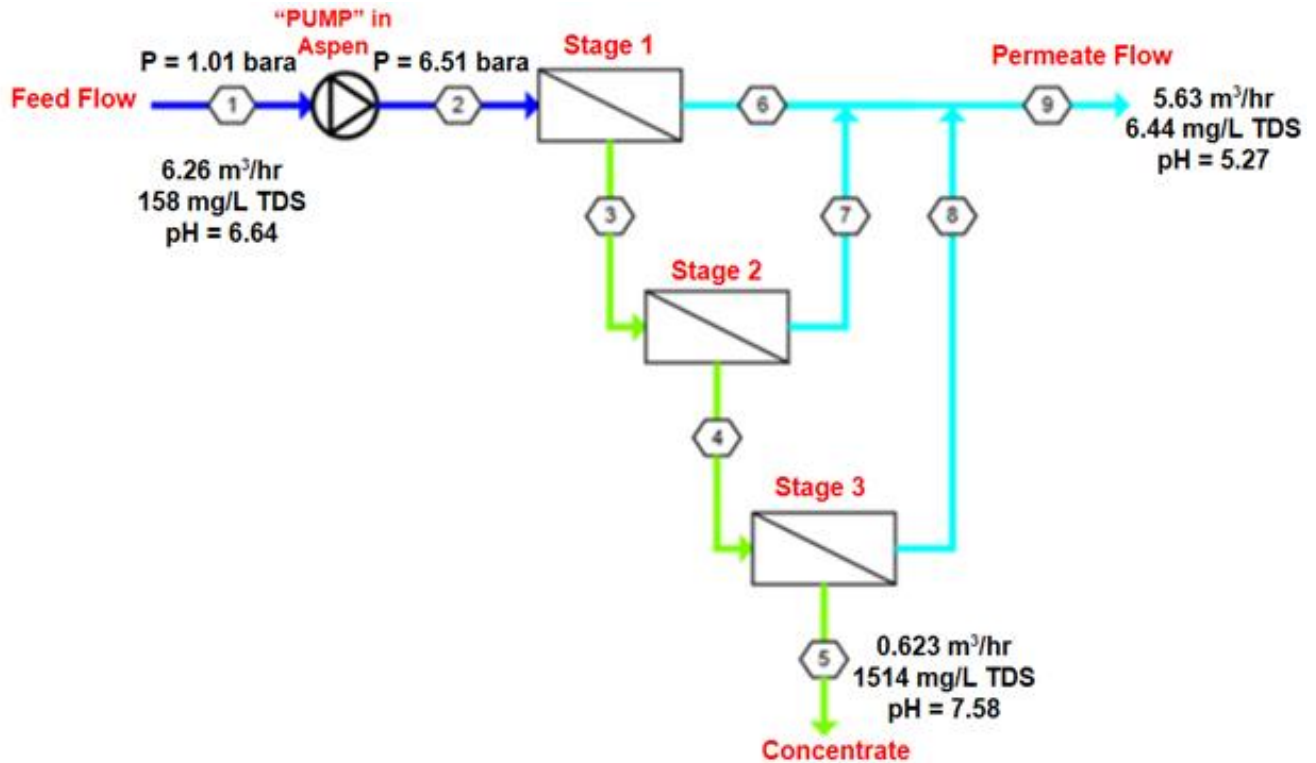 “PUMP” in
Aspen
Stage 1
P = 1.01 bara
P = 6.51 bara
Permeate Flow
Feed Flow
1
2
6
9
5.63 m³/hr
6.44 mg/L TDS
pH = 5.27
6.26 m³/hr
158 mg/L TDS
pH = 6.64
3
7
8
Stage 2
4
Stage 3
5
0.623 m³/hr
1514 mg/L TDS
pH = 7.58
Concentrate